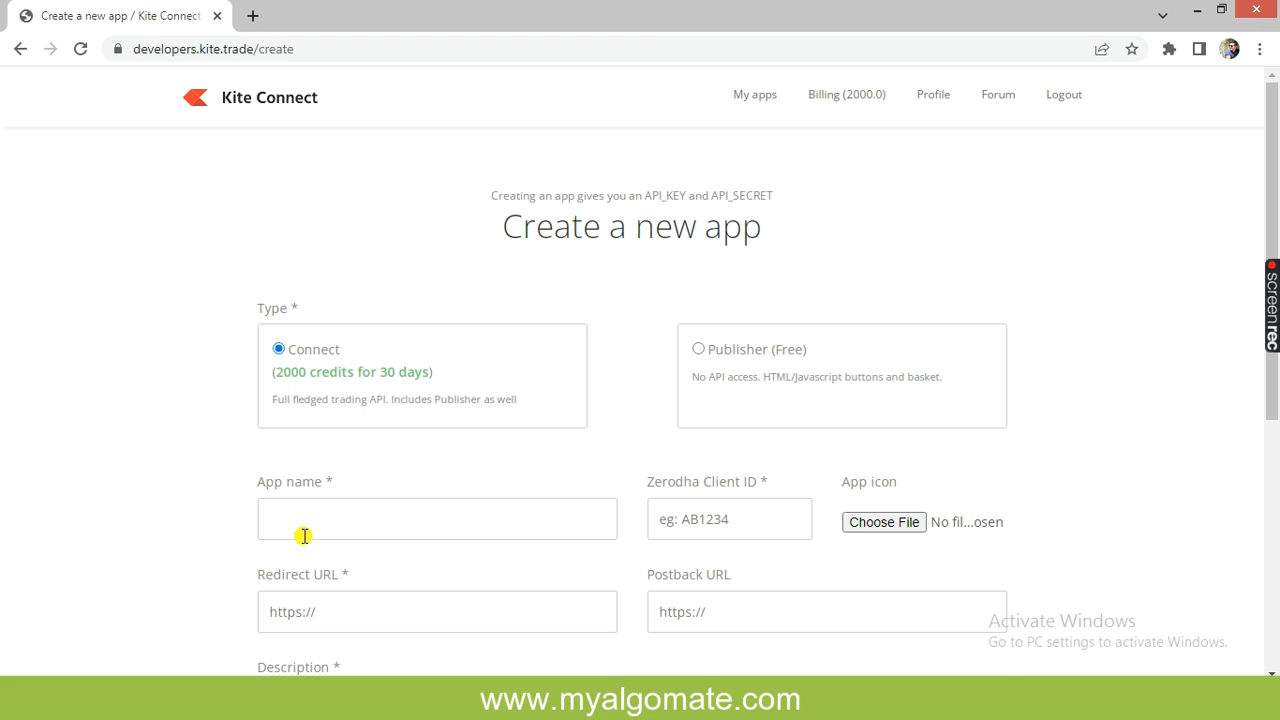 Create a new app / Kite Connect
developers.kite.trade/create
Kite Connect
My apps
Billing (2000.0)
Profile
Forum
Logout
Creating an app gives you an API_KEY and API_SECRET
Create a new app
Type *
Connect
(2000 credits for 30 days)
Full fledged trading API. Includes Publisher as well
Publisher (Free)
No API access. HTML/Javascript buttons and basket.
App name *
Zerodha Client ID *
App icon
eg: AB1234
Choose File No fil...osen
Redirect URL *
Postback URL
https://
https://
Description *
Activate Windows
Go to PC settings to activate Windows.
screenrec
www.myalgomate.com